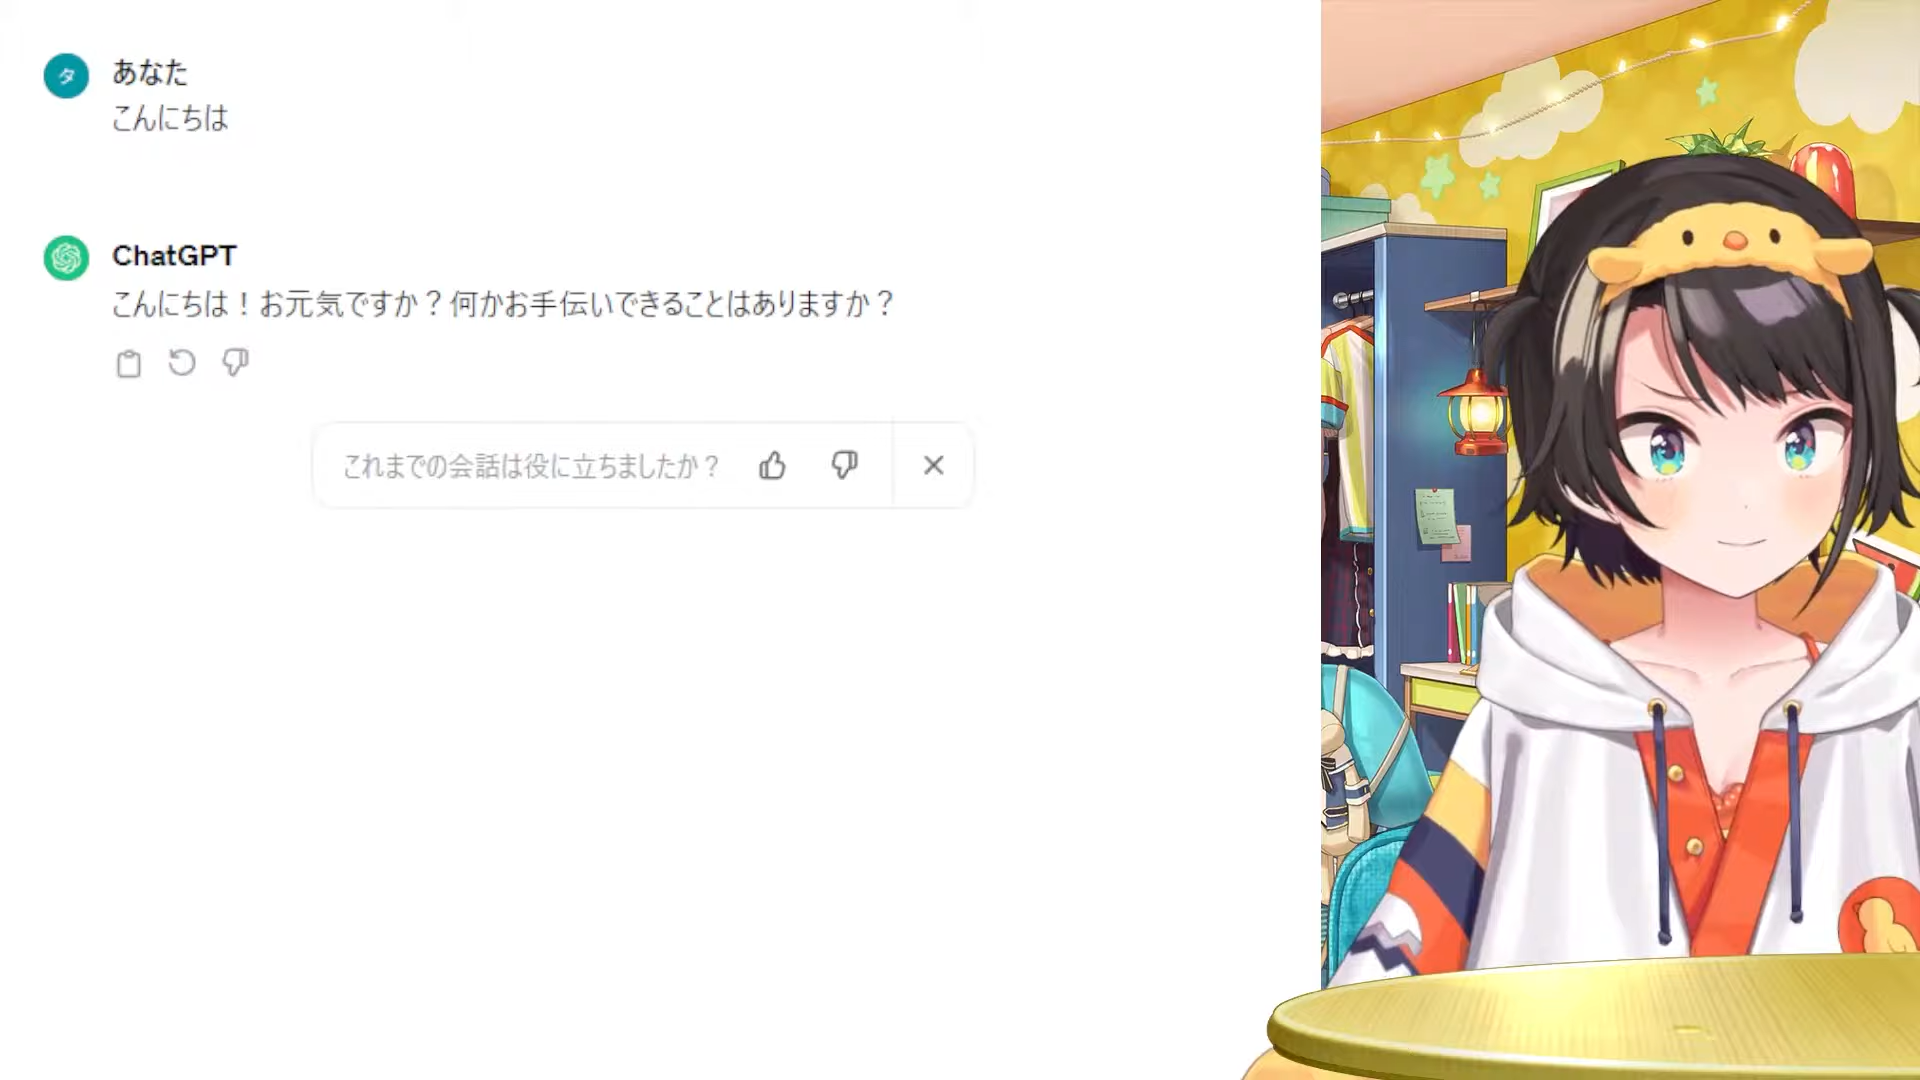 タ
あなた
こんにちは
ChatGPT
こんにちは！お元気ですか？何かお手伝いできることはありますか？
これまでの会話は役に立ちましたか？